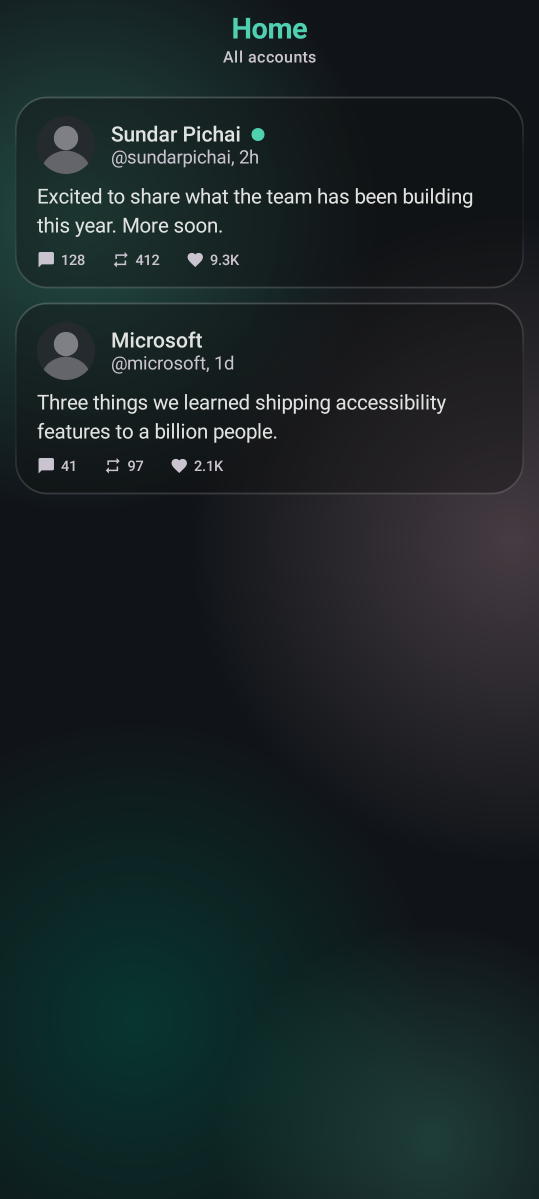 Home
All accounts
Sundar Pichai
@sundarpichai, 2h
Excited to share what the team has been building
this year. More soon.
128 412 9.3K
Microsoft
@microsoft, 1d
Three things we learned shipping accessibility
features to a billion people.
41 97 2.1K